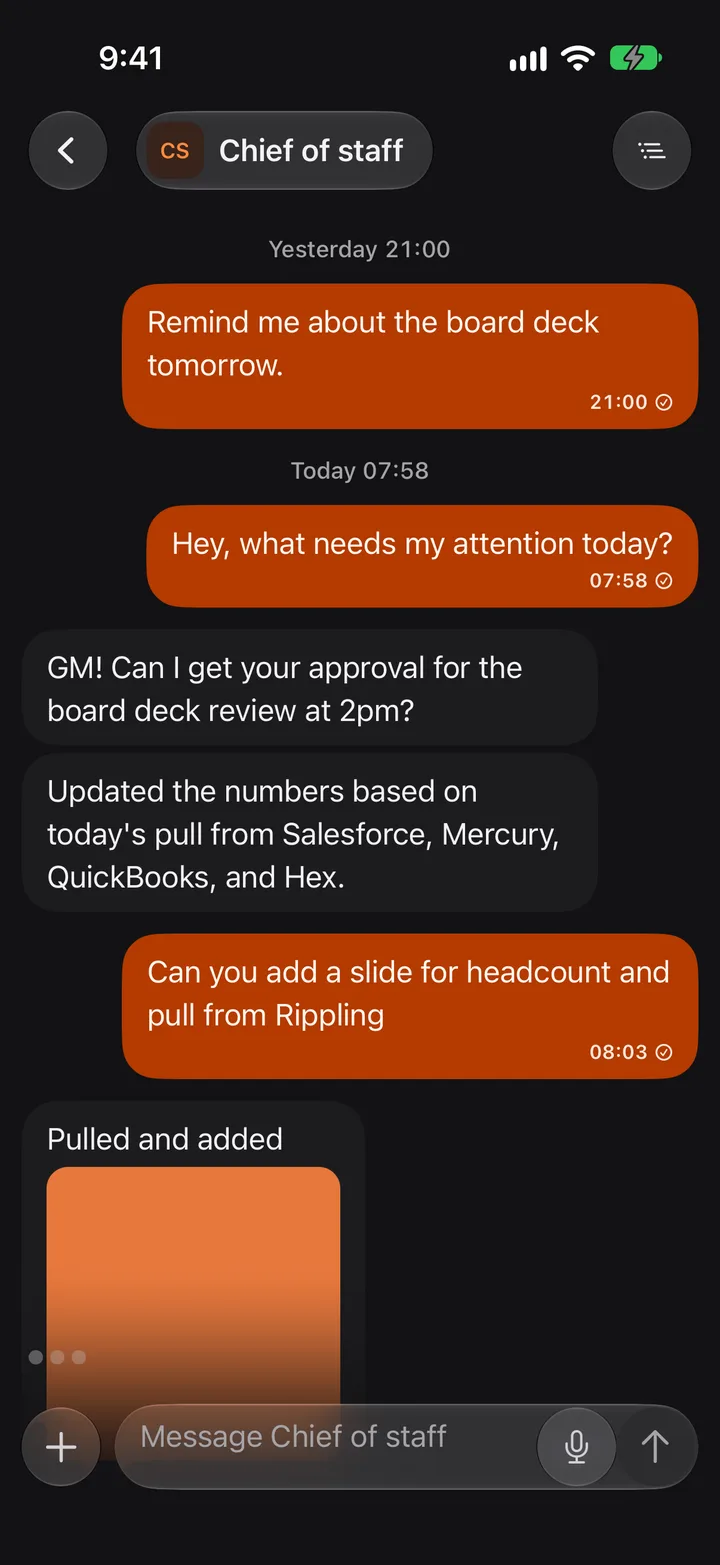 9:41
CS
Chief of staff
Yesterday 21:00
Remind me about the board deck
tomorrow.
21:00
Today 07:58
Hey, what needs my attention today?
07:58
GM! Can I get your approval for the
board deck review at 2pm?
Updated the numbers based on
today's pull from Salesforce, Mercury,
QuickBooks, and Hex.
Can you add a slide for headcount and
pull from Rippling
08:03
Pulled and added
Message Chief of staff